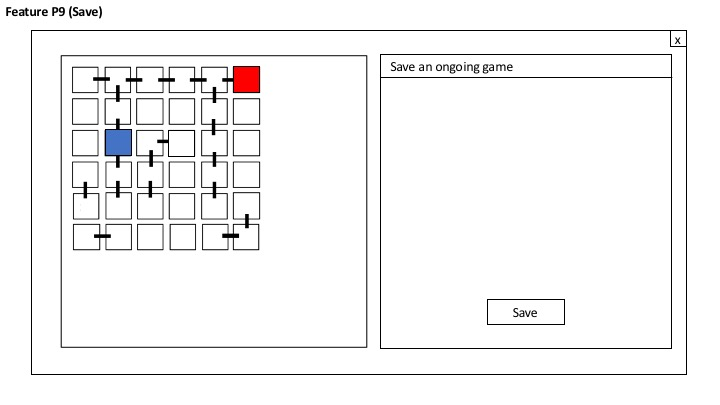 Feature P9 (Save)
x
Save an ongoing game
Save